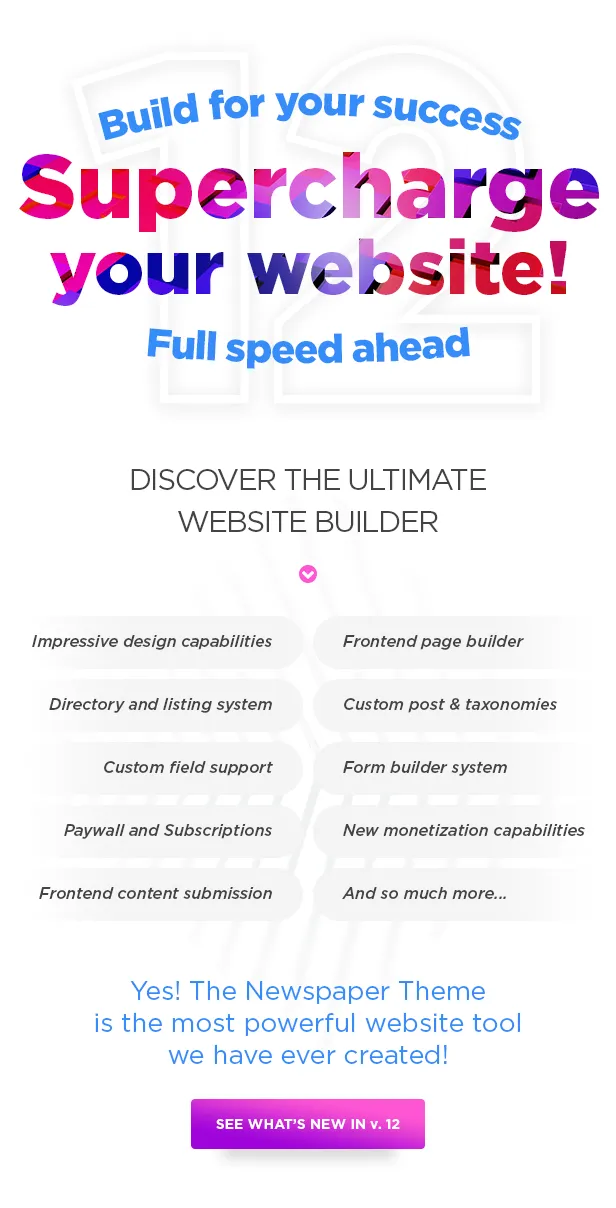 12
Build for your success
Supercharge
your website!
Full speed ahead
DISCOVER THE ULTIMATE
WEBSITE BUILDER
Impressive design capabilities
Frontend page builder
Directory and listing system
Custom post & taxonomies
Custom field support
Form builder system
Paywall and Subscriptions
New monetization capabilities
Frontend content submission
And so much more...
Yes! The Newspaper Theme
is the most powerful website tool
we have ever created!
SEE WHAT'S NEW IN v. 12